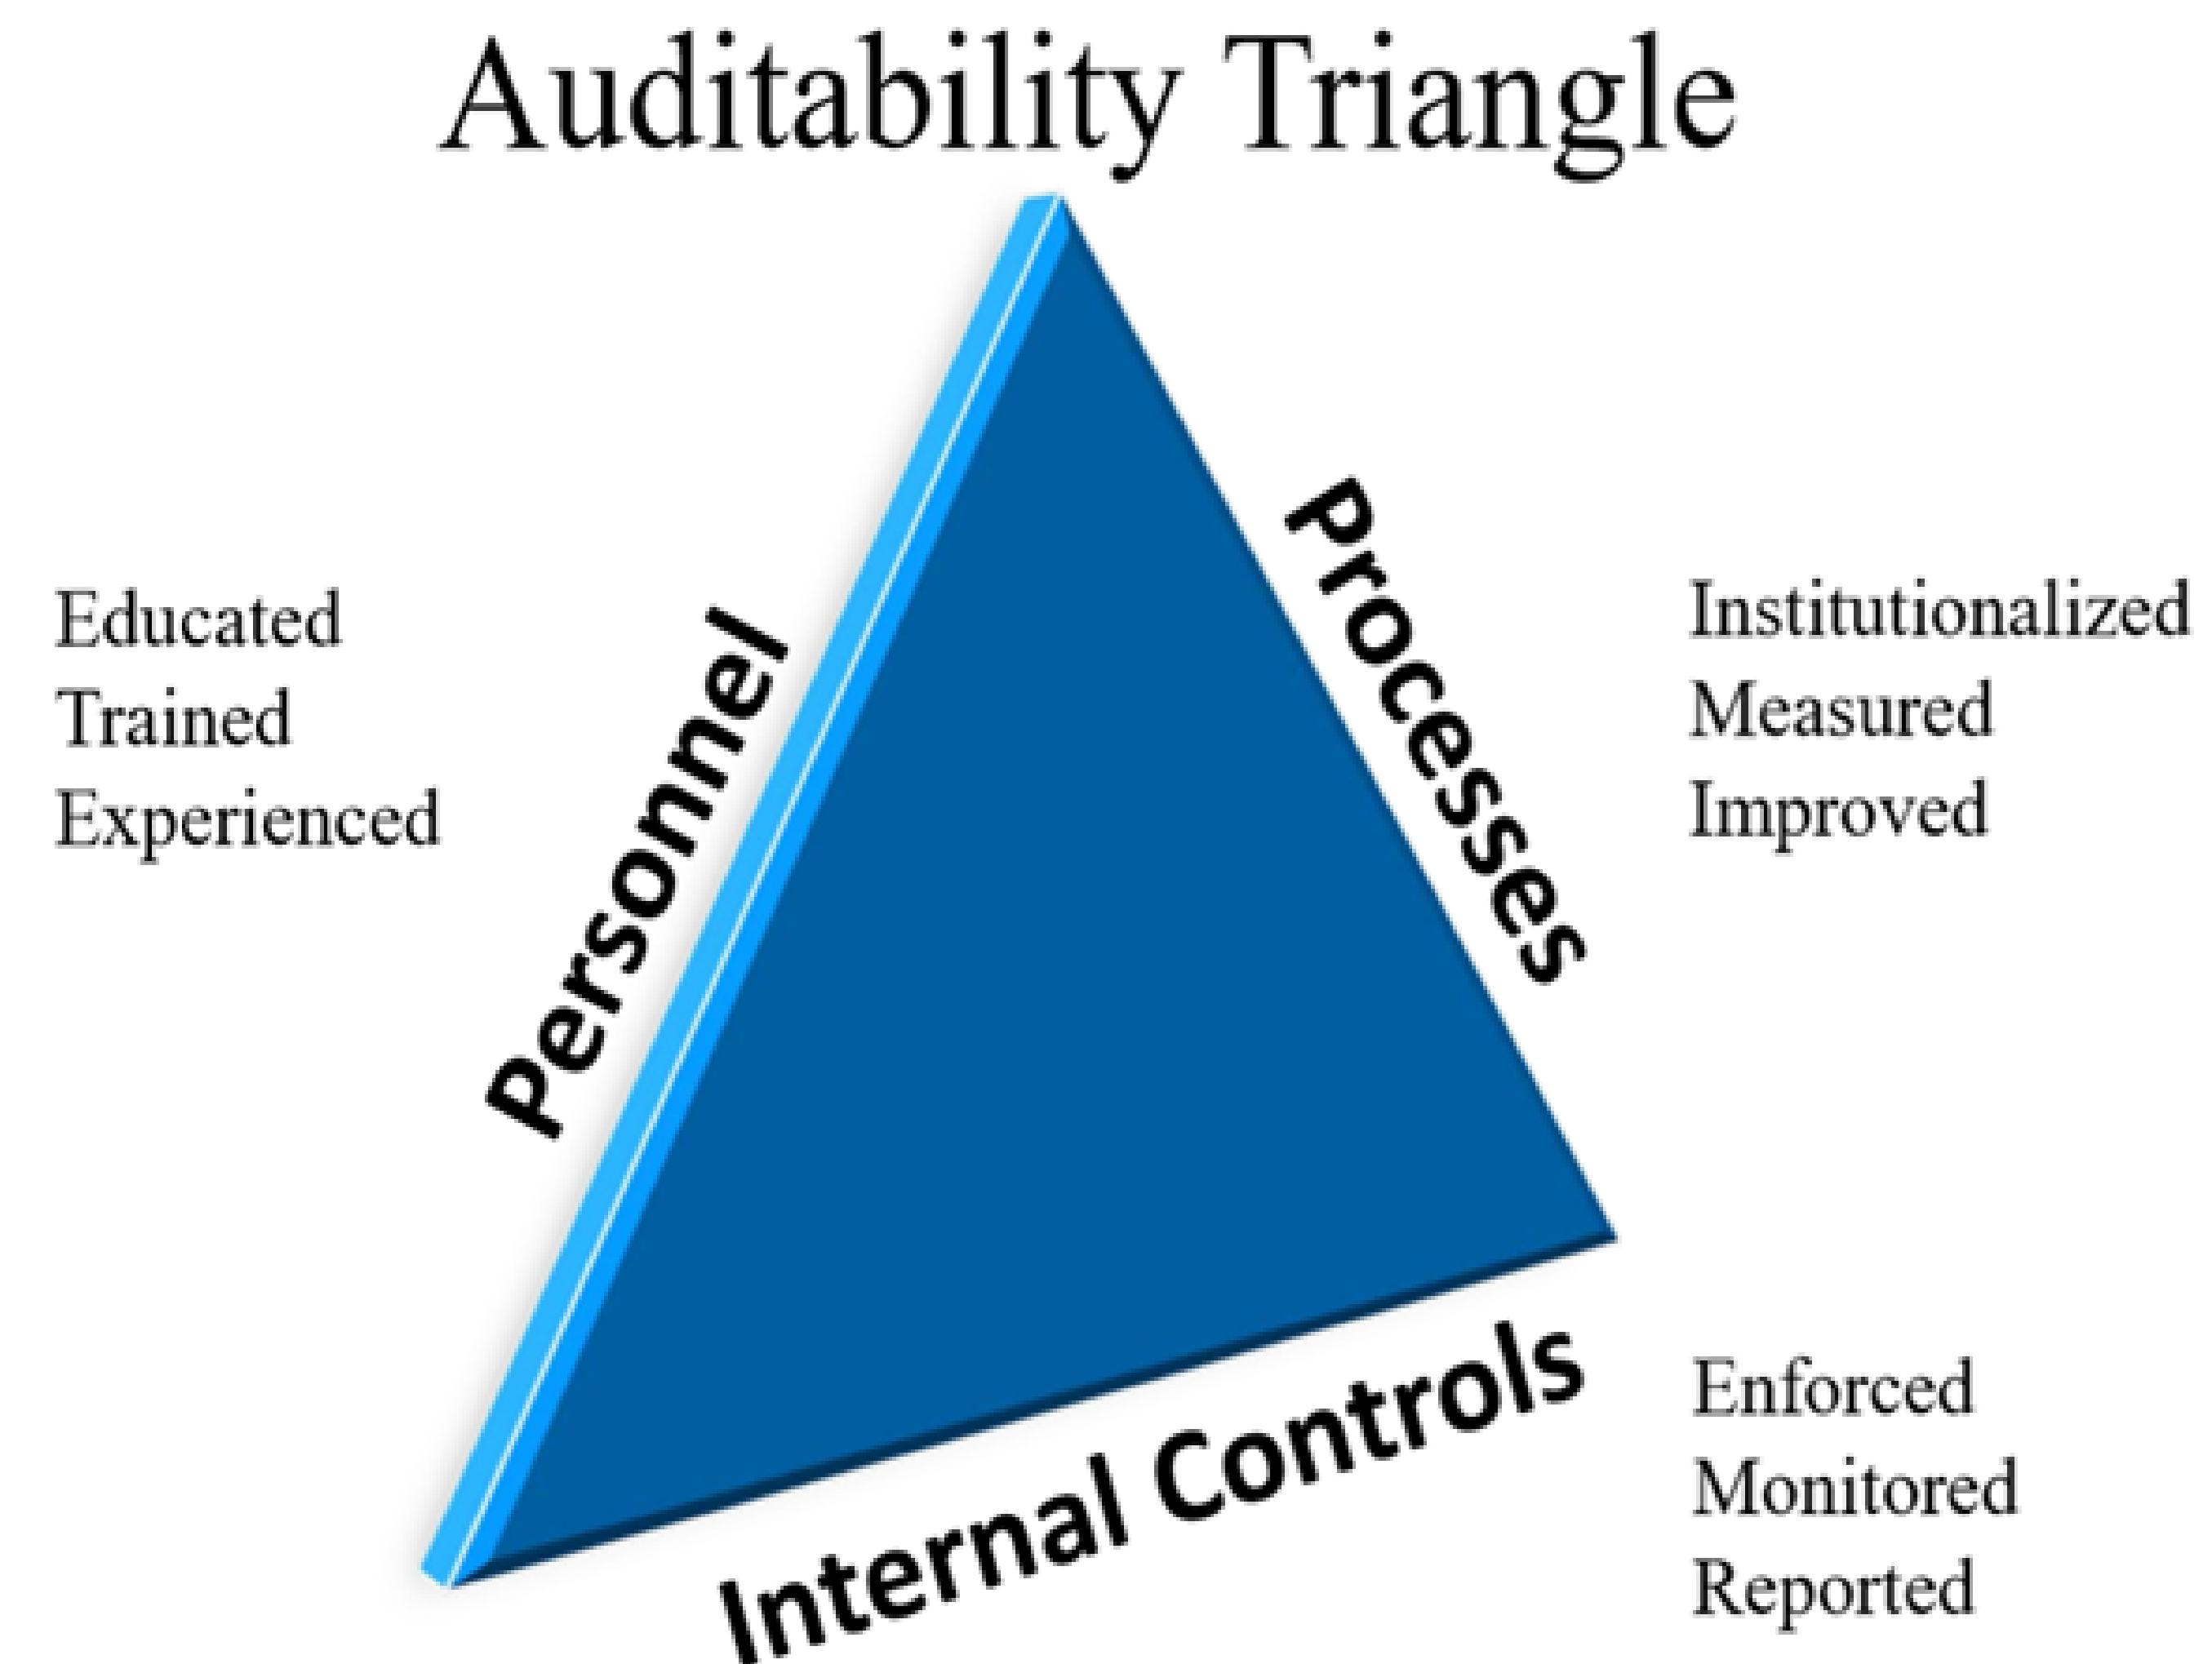 Auditability Triangle
Educated
Trained
Experienced
Personnel
Processes
Institutionalized
Measured
Improved
Internal Controls
Enforced
Monitored
Reported